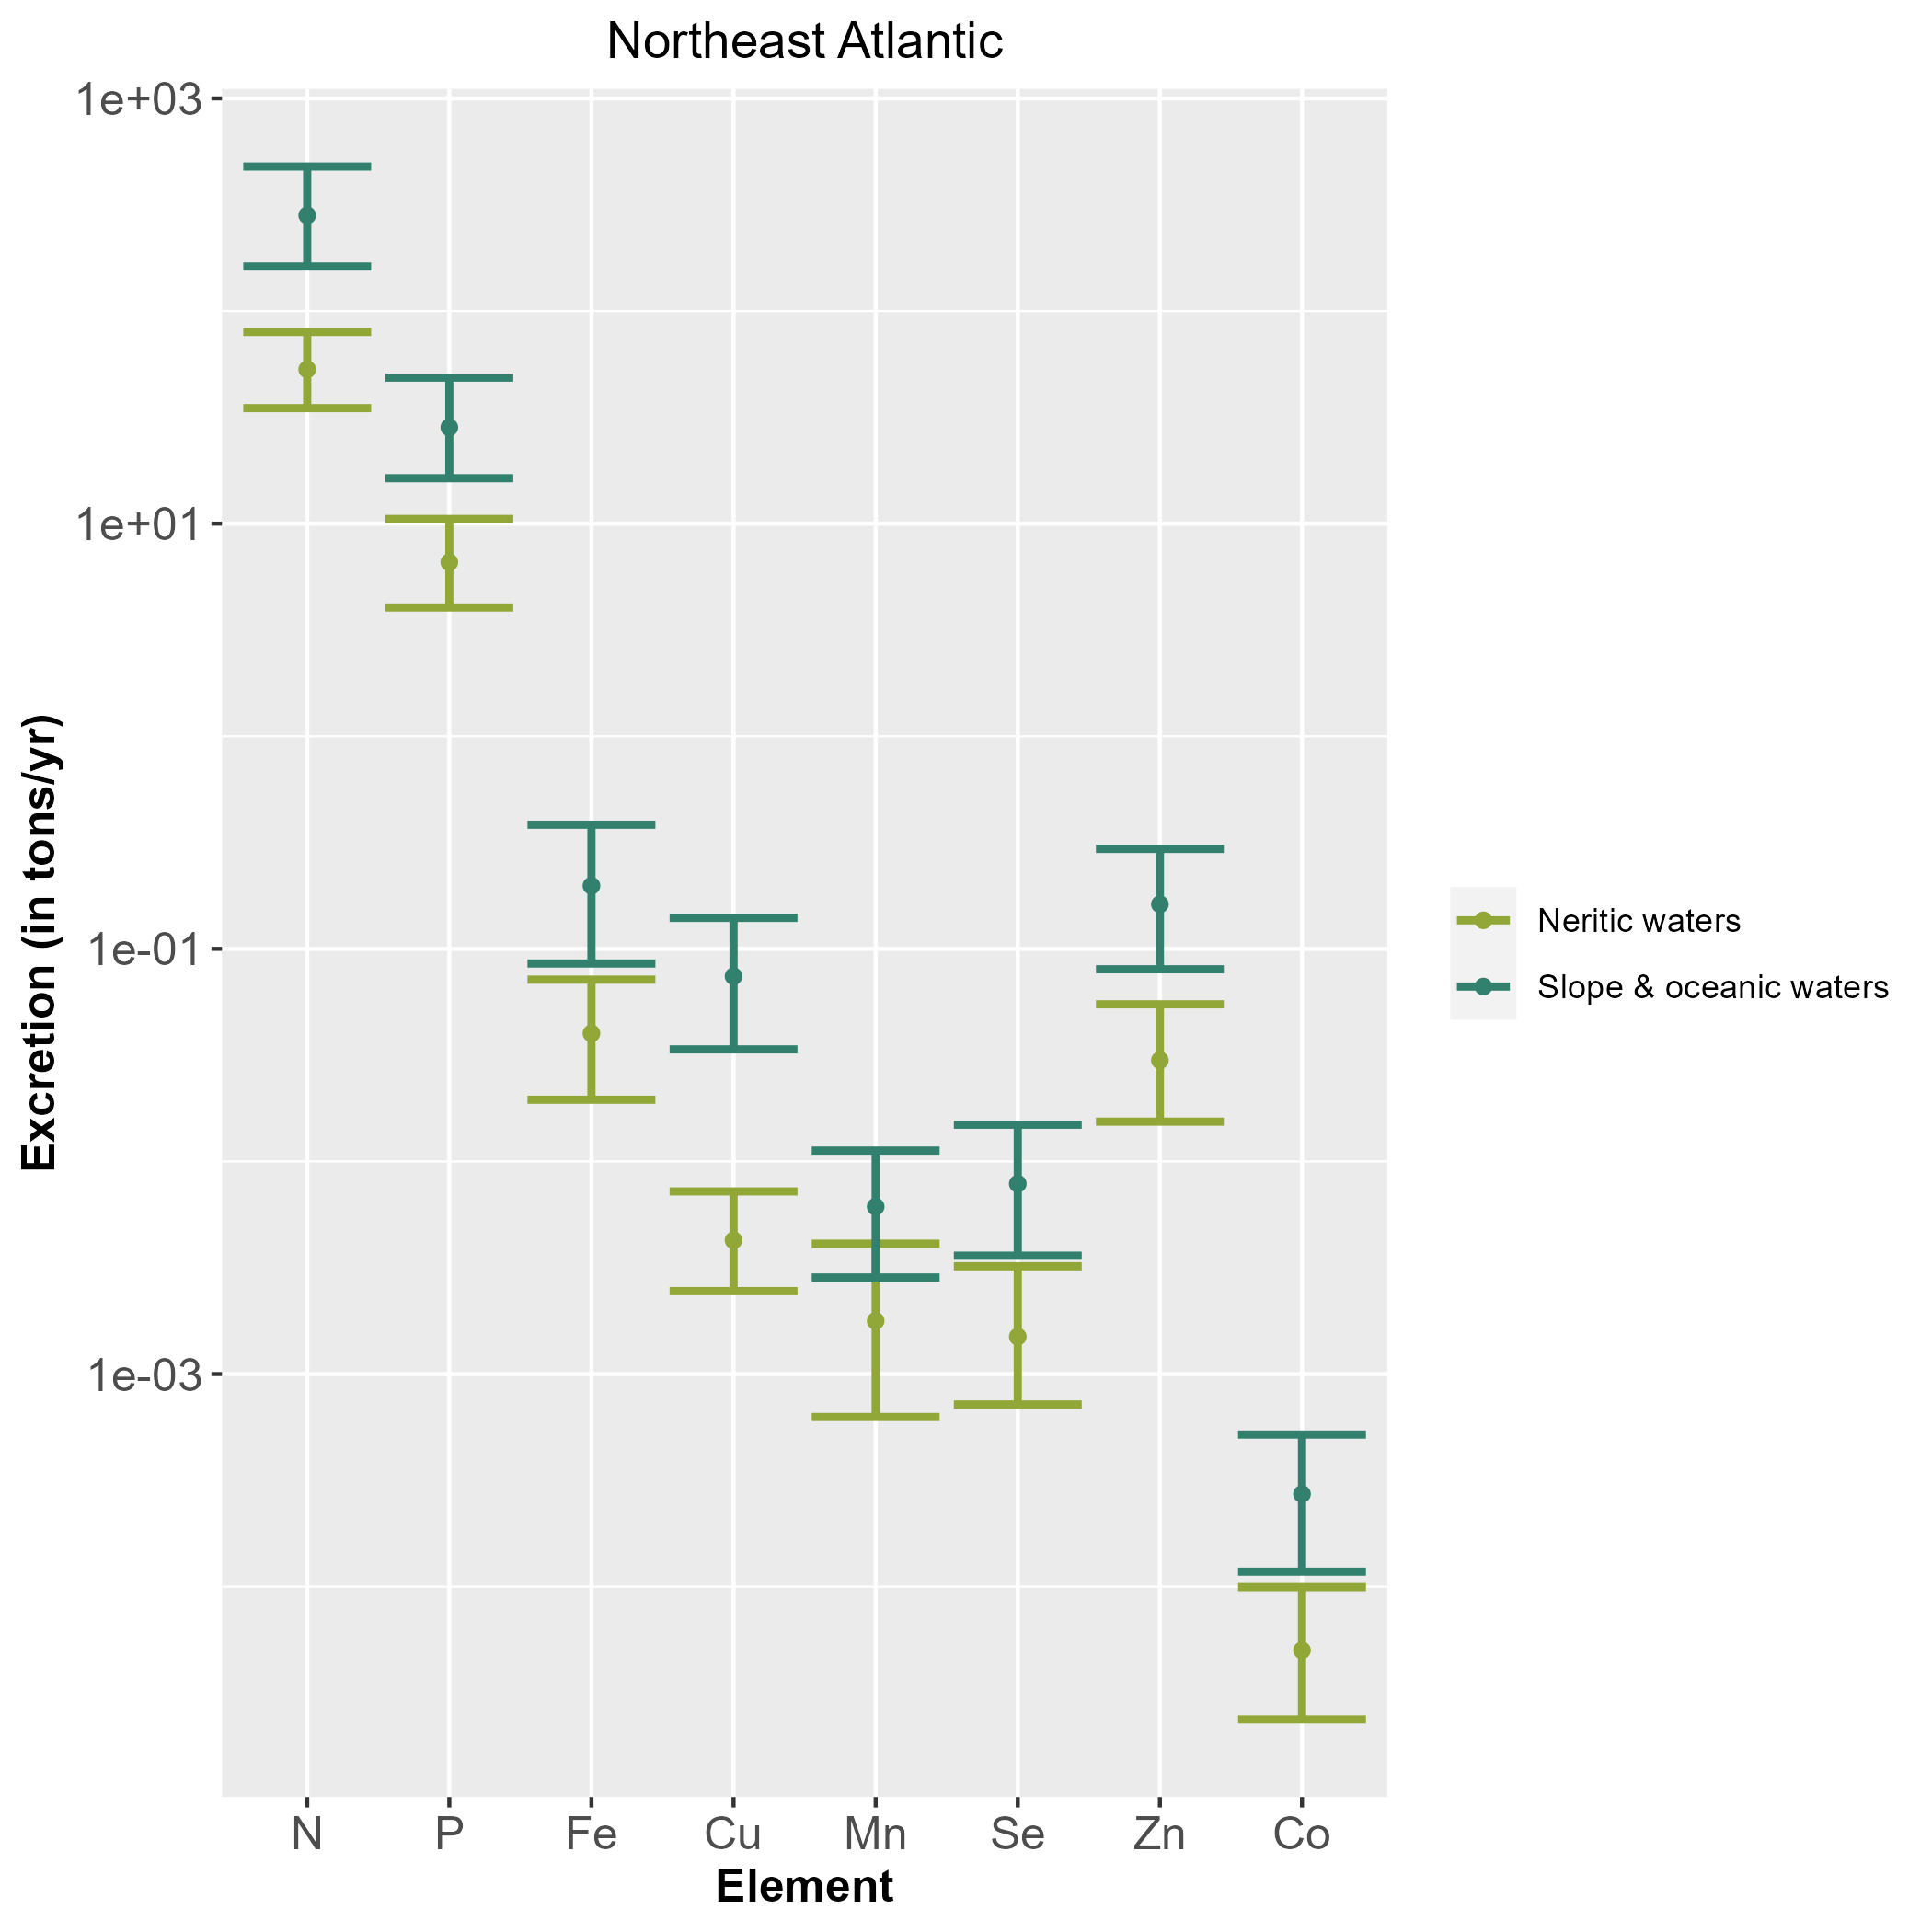 Northeast Atlantic
1e+03
1e+01
1e-01
1e-03
Excretion (in tons/yr)
N P Fe Cu Mn Se Zn Co
Element
Neritic waters
Slope & oceanic waters